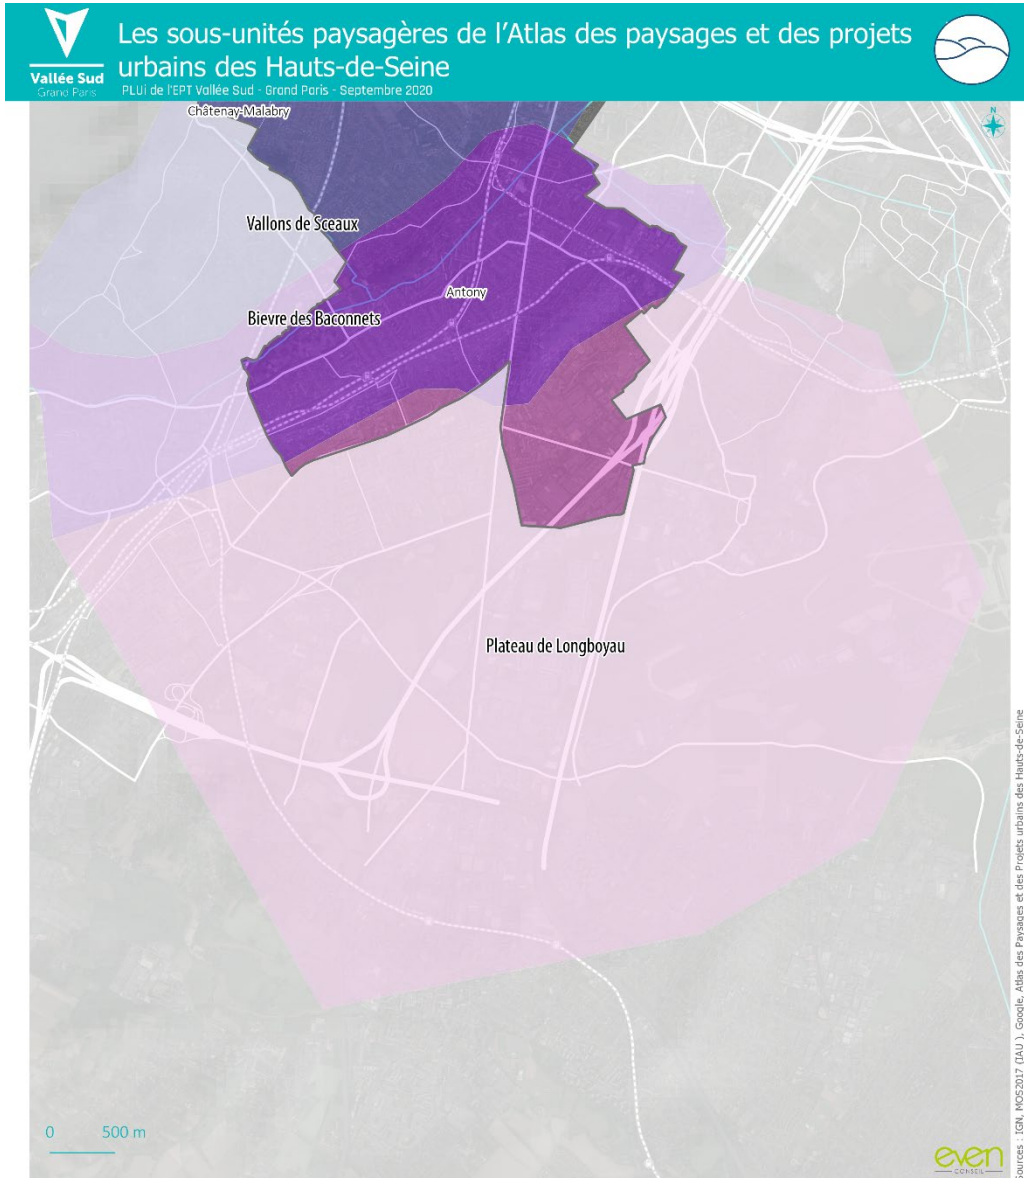 Les sous-unités paysagères de l'Atlas des paysages et des projets
urbains des Hauts-de-Seine
PLUi de l'EPT Vallée Sud - Grand Paris - Septembre 2020
Vallée Sud
Grand Paris
N
Châtenay-Malabry
Vallons de Sceaux
Antony
Bievre des Baconnets
Plateau de Longboyau
0 500 m
even
CONSEIL
Sources : IGN, MOS2017 (IAU ), Google, Atlas des Paysages et des Projets urbains des Hauts-de-Seine